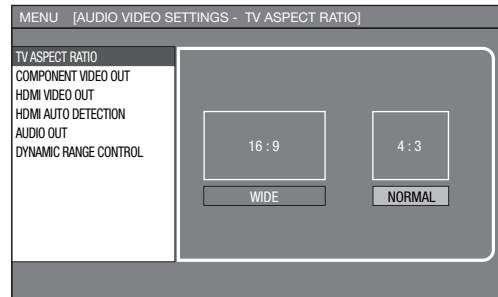 MENU [AUDIO VIDEO SETTINGS - TV ASPECT RATIO]
TV ASPECT RATIO
COMPONENT VIDEO OUT
HDMI VIDEO OUT
HDMI AUTO DETECTION
AUDIO OUT
DYNAMIC RANGE CONTROL
16 : 9
4 : 3
WIDE
NORMAL